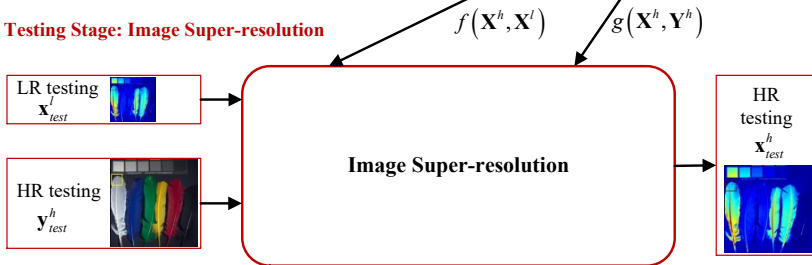 f(X^h, X^l)
g(X^h, Y^h)
Testing Stage: Image Super-resolution
LR testing
x^l_test
HR testing
y^h_test
Image Super-resolution
HR
testing
x^h_test